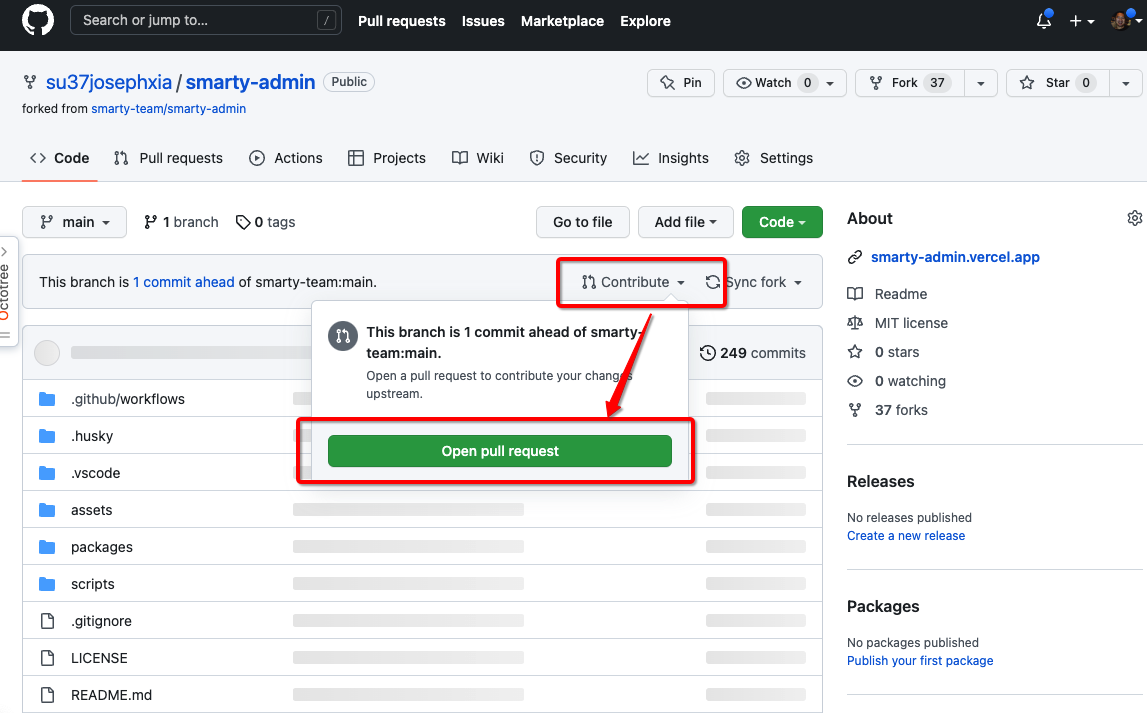 Search or jump to... /
Pull requests Issues Marketplace Explore
su37josephxia / smarty-admin Public
forked from smarty-team/smarty-admin
Pin Watch 0 Fork 37 Star 0
Code Pull requests Actions Projects Wiki Security Insights Settings
main 1 branch 0 tags Go to file Add file Code
Octotree
This branch is 1 commit ahead of smarty-team:main. Contribute Sync fork
This branch is 1 commit ahead of smarty-
team:main.
Open a pull request to contribute your changes
upstream.
Open pull request
249 commits
.github/workflows
.husky
.vscode
assets
packages
scripts
.gitignore
LICENSE
README.md
About
smarty-admin.vercel.app
Readme
MIT license
0 stars
0 watching
37 forks
Releases
No releases published
Create a new release
Packages
No packages published
Publish your first package